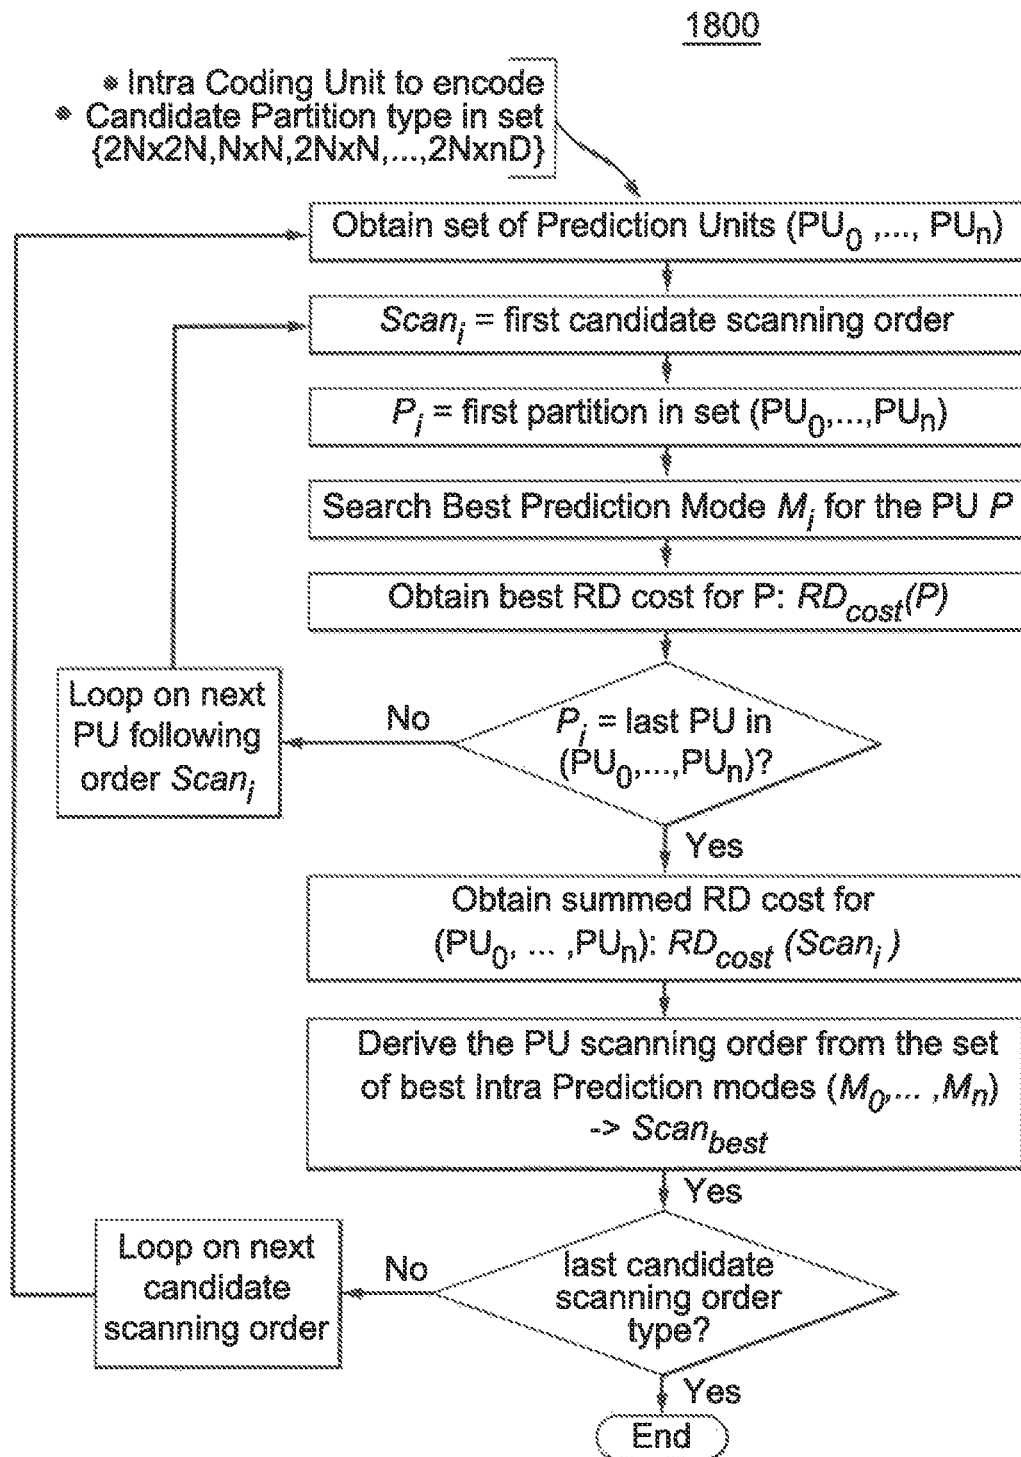 1800
• Intra Coding Unit to encode
• Candidate Partition type in set
{2Nx2N,NxN,2NxN,...,2NxnD}
Obtain set of Prediction Units (PU0 ,..., PUn)
Scani = first candidate scanning order
Pi = first partition in set (PU0,...,PUn)
Search Best Prediction Mode Mi for the PU P
Obtain best RD cost for P: RDcost(P)
Loop on next
PU following
order Scani
No
Pi = last PU in
(PU0,...,PUn)?
Yes
Obtain summed RD cost for
(PU0, ... ,PUn): RDcost (Scani )
Derive the PU scanning order from the set
of best Intra Prediction modes (M0,... ,Mn)
-> Scanbest
Yes
Loop on next
candidate
scanning order
No
last candidate
scanning order
type?
Yes
End